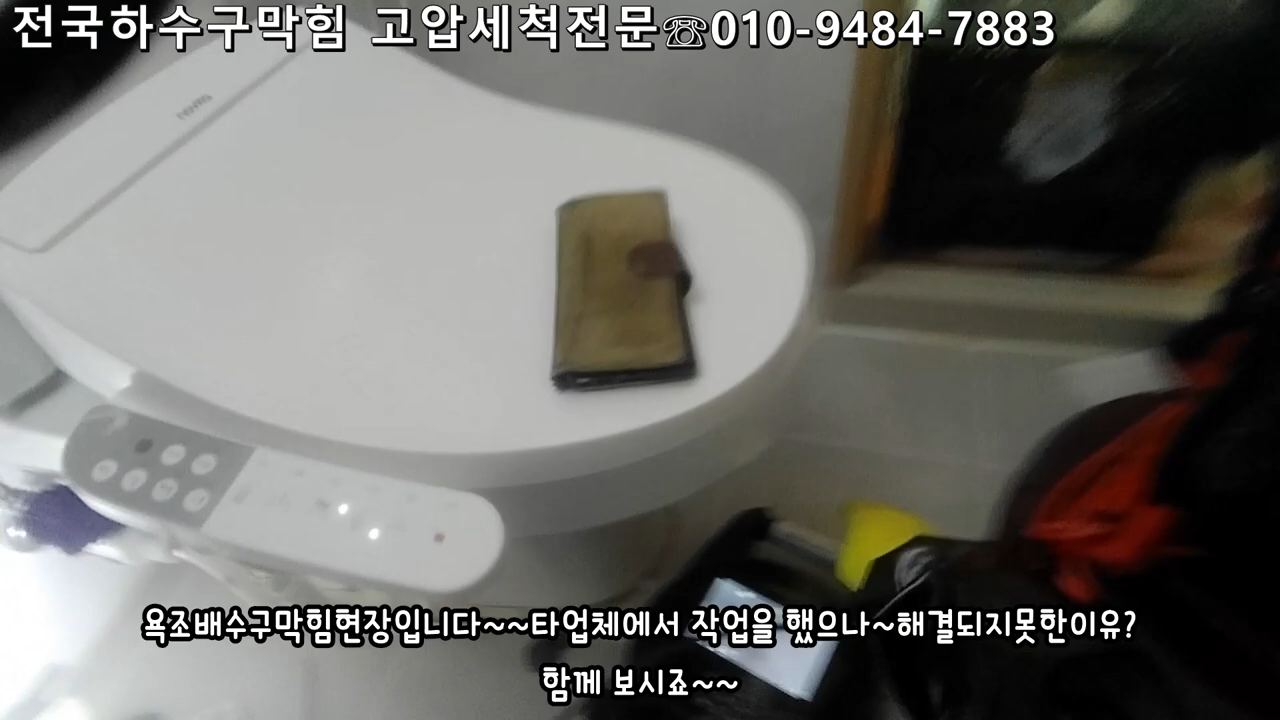 전국하수구막힘 고압세척전문☏010-9484-7883
novita
욕조배수구막힘현장입니다~~타업체에서 작업을 했으나~해결되지못한이유?
함께 보시죠~~